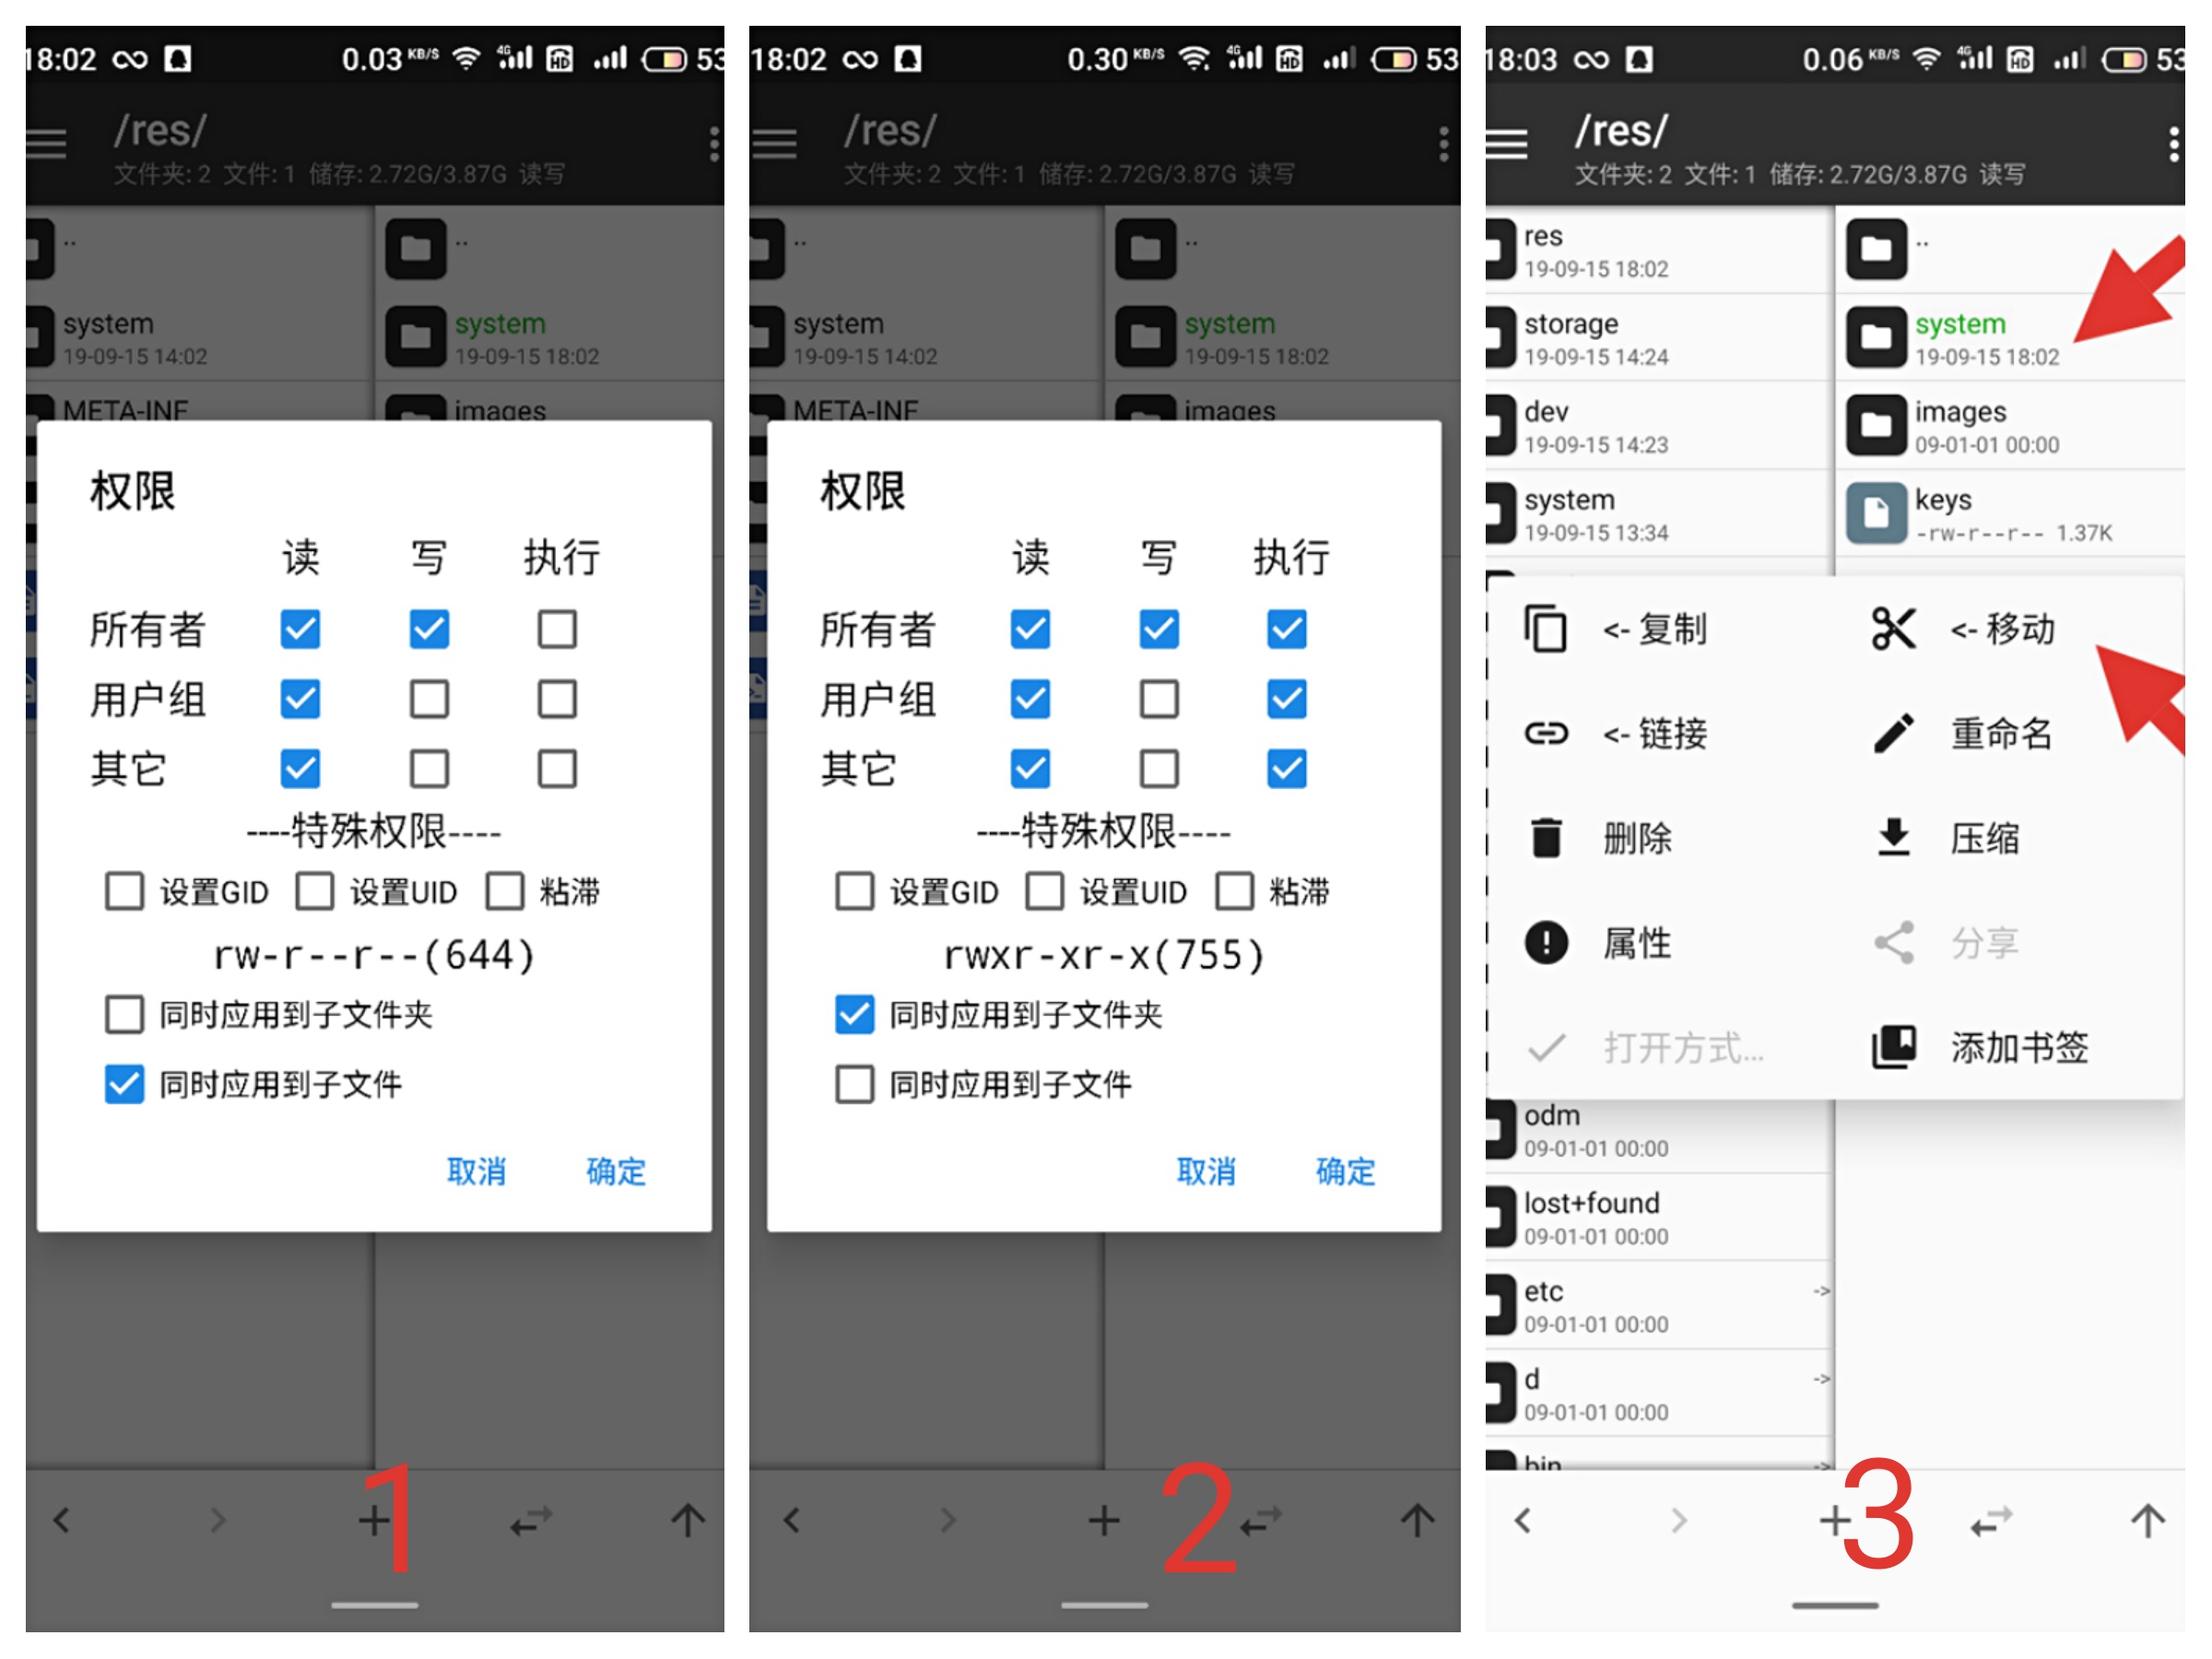 18:02
0.03 KB/S 4G HD 53
/res/
文件夹: 2 文件: 1 储存: 2.72G/3.87G 读写
..
..
system
19-09-15 14:02
system
19-09-15 18:02
META-INF
images
权限
读 写 执行
所有者
用户组
其它
----特殊权限----
设置GID 设置UID 粘滞
rw-r--r--(644)
同时应用到子文件夹
同时应用到子文件
取消 确定
1
18:02
0.30 KB/S 4G HD 53
/res/
文件夹: 2 文件: 1 储存: 2.72G/3.87G 读写
..
..
system
19-09-15 14:02
system
19-09-15 18:02
META-INF
images
权限
读 写 执行
所有者
用户组
其它
----特殊权限----
设置GID 设置UID 粘滞
rwxr-xr-x(755)
同时应用到子文件夹
同时应用到子文件
取消 确定
2
18:03
0.06 KB/S 4G HD 53
/res/
文件夹: 2 文件: 1 储存: 2.72G/3.87G 读写
res
19-09-15 18:02
storage
19-09-15 14:24
dev
19-09-15 14:23
system
19-09-15 13:34
..
system
19-09-15 18:02
images
09-01-01 00:00
keys
-rw-r--r-- 1.37K
<- 复制 <- 移动
<- 链接 重命名
删除 压缩
属性 分享
打开方式... 添加书签
odm
09-01-01 00:00
lost+found
09-01-01 00:00
etc ->
09-01-01 00:00
d ->
09-01-01 00:00
bin ->
3